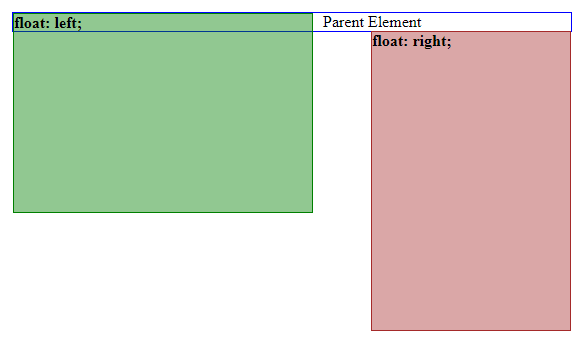 float: left;
Parent Element
float: right;